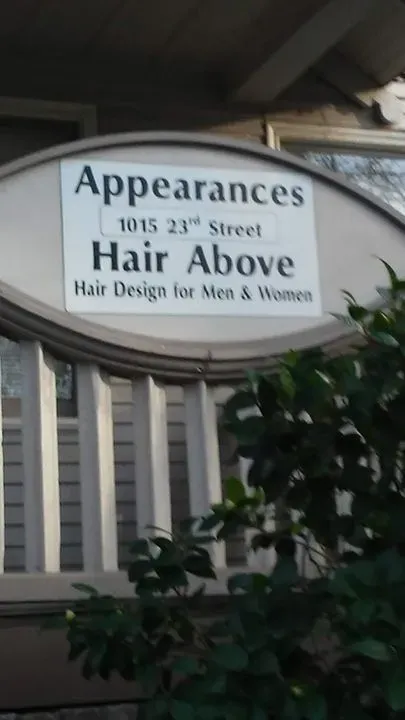 Appearances
1015 23rd Street
Hair Above
Hair Design for Men & Women